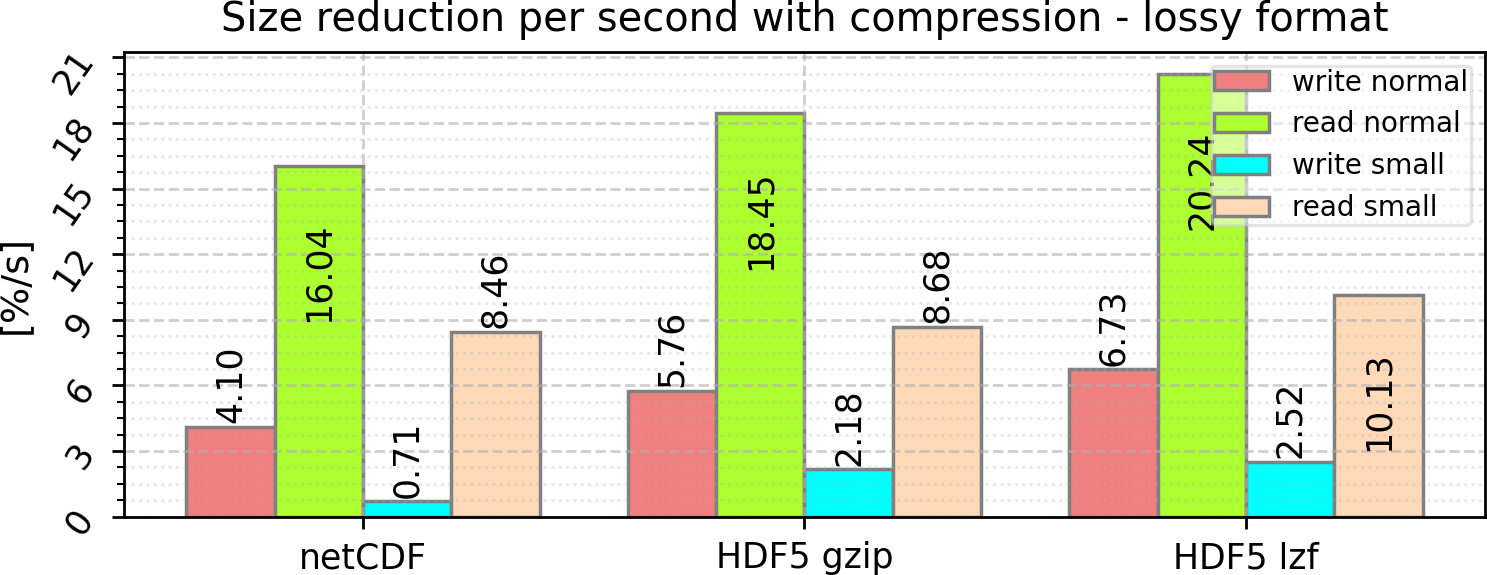 Size reduction per second with compression - lossy format
[%/s]
21
18
15
12
9
6
3
0
write normal
read normal
write small
read small
4.10
16.04
0.71
8.46
5.76
18.45
2.18
8.68
6.73
20.24
2.52
10.13
netCDF
HDF5 gzip
HDF5 lzf